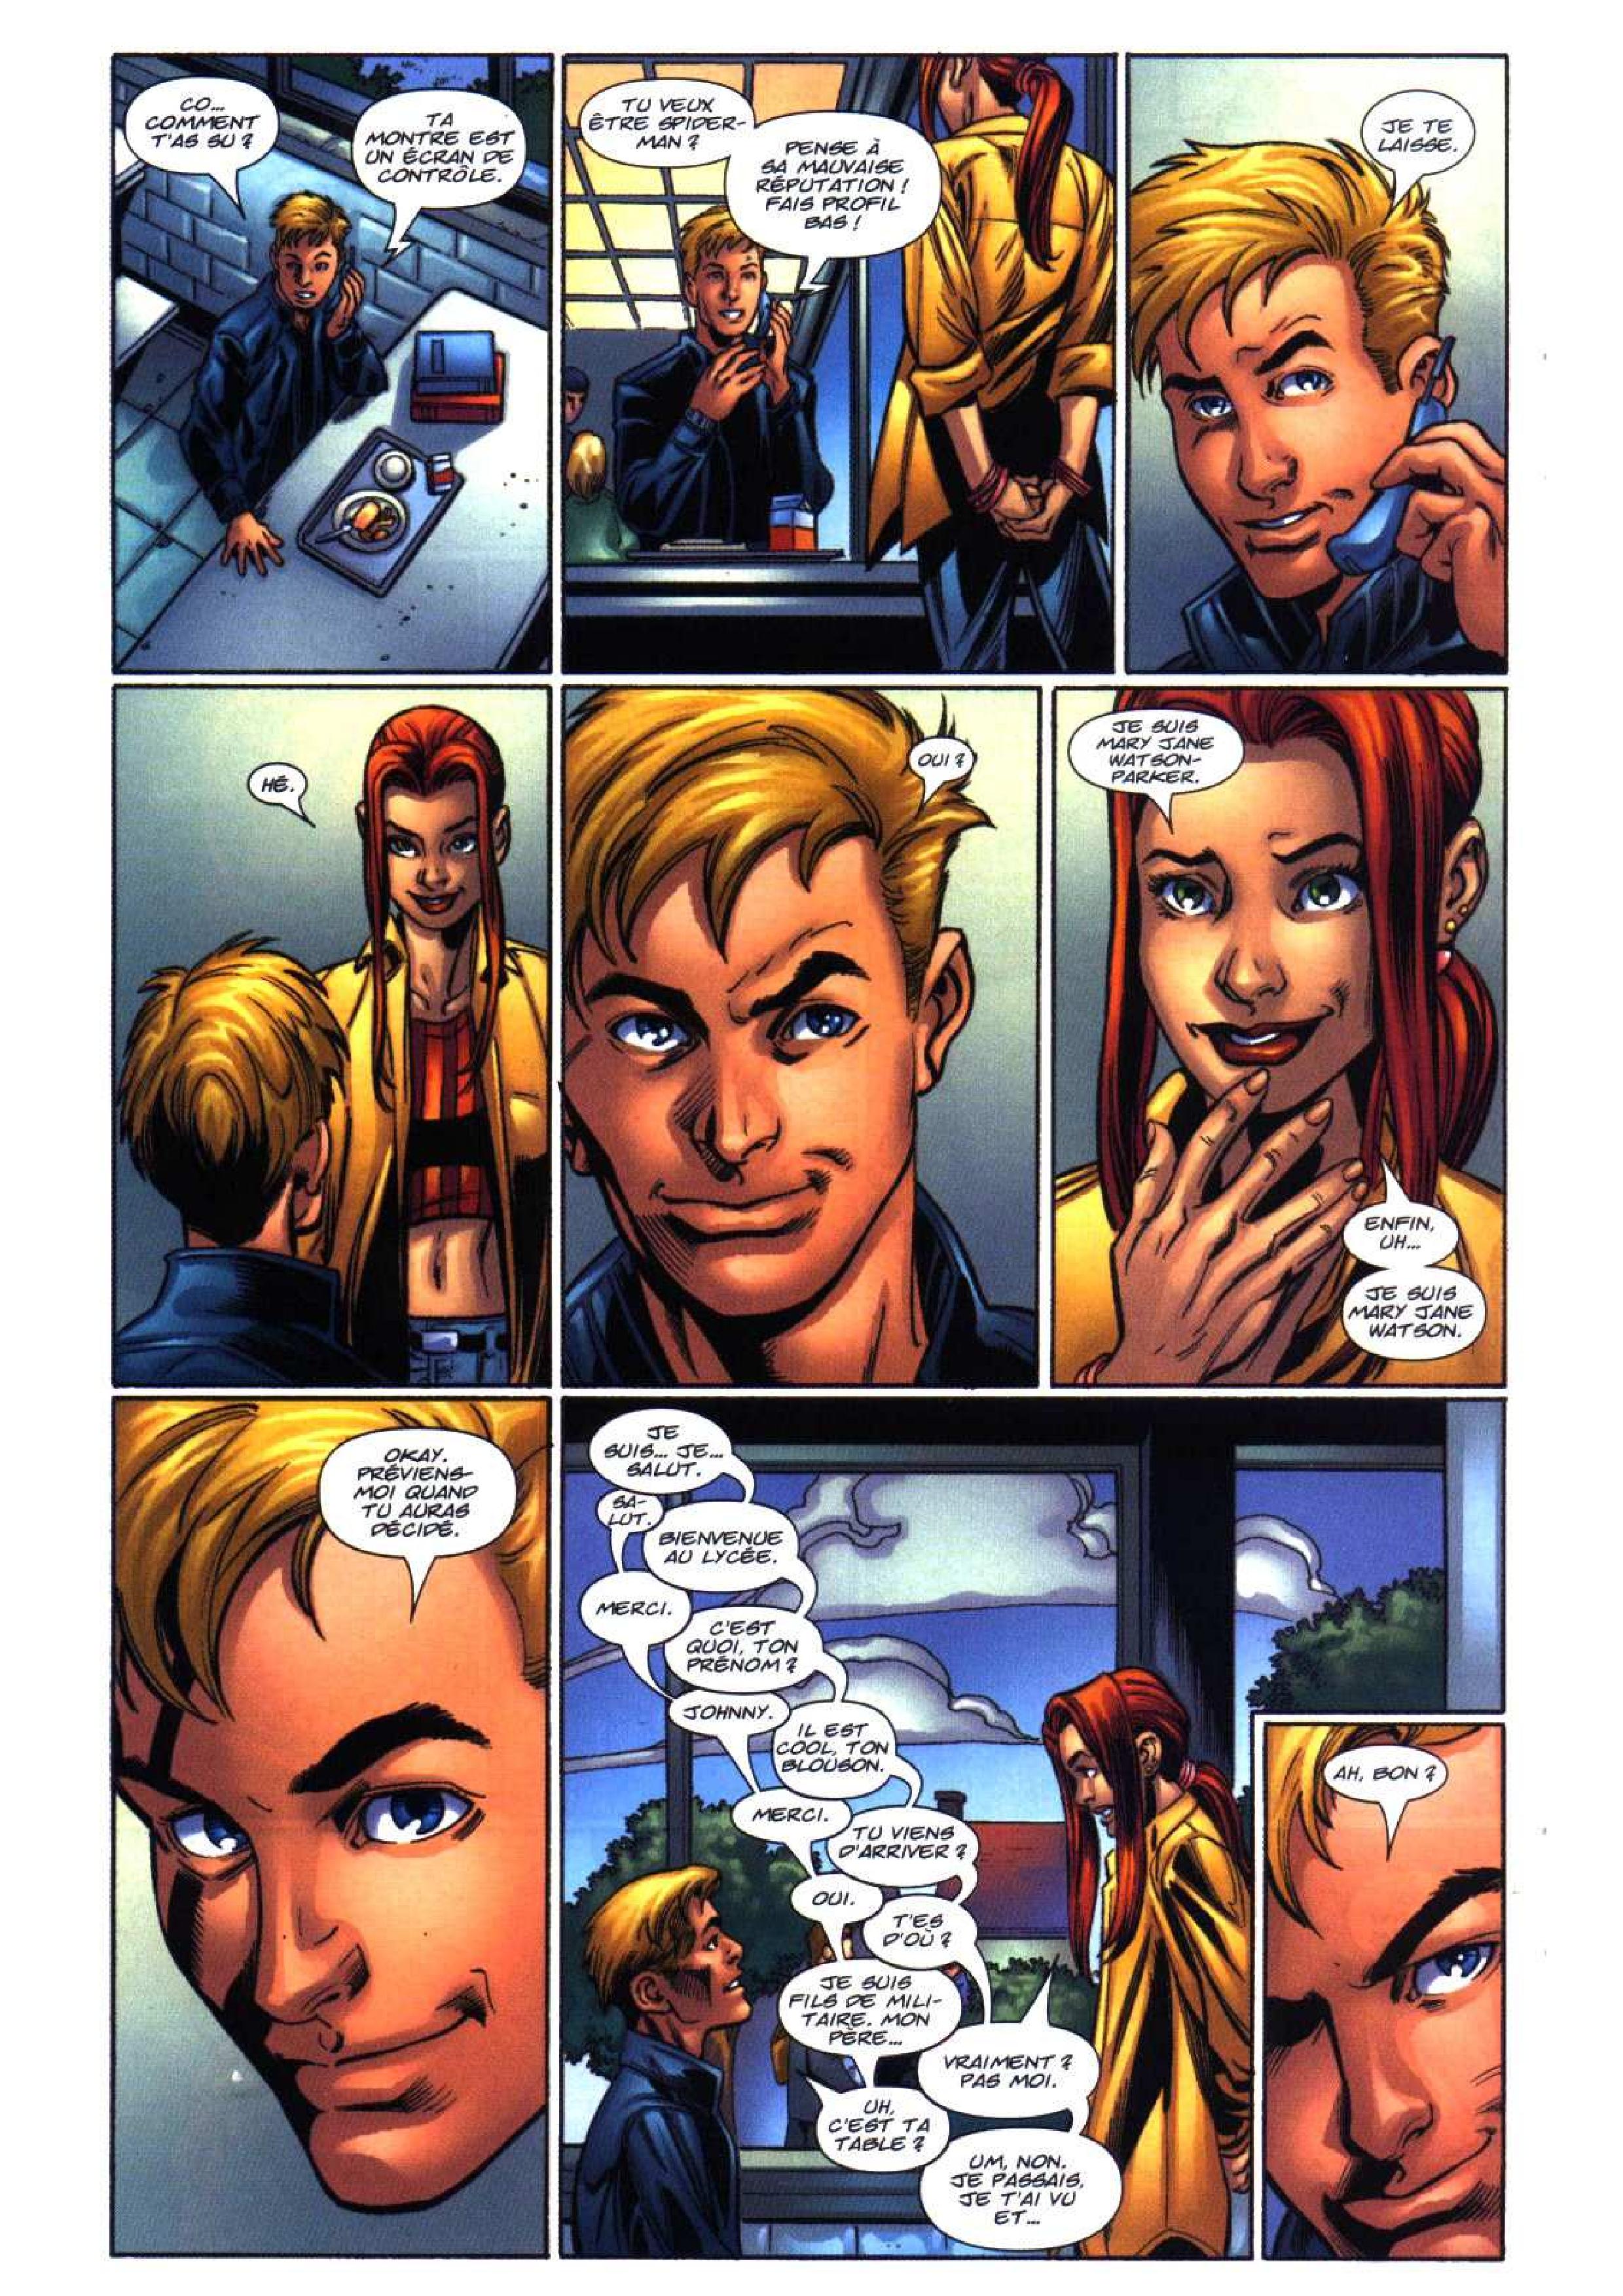 CO...
COMMENT
T'AS SU ?
TA
MONTRE EST
UN ÉCRAN DE
CONTRÔLE.
TU VEUX
ÊTRE SPIDER-
MAN ?
PENSE À
SA MAUVAISE
RÉPUTATION !
FAIS PROFIL
BAS !
JE TE
LAISSE.
HÉ.
OUI ?
JE SUIS
MARY JANE
WATSON-
PARKER.
ENFIN,
UH...
JE SUIS
MARY JANE
WATSON.
OKAY.
PRÉVIENS-
MOI QUAND
TU AURAS
DÉCIDÉ.
JE
SUIS... JE...
SALUT.
SA-
LUT.
BIENVENUE
AU LYCÉE.
MERCI.
C'EST
QUOI, TON
PRÉNOM ?
JOHNNY.
IL EST
COOL, TON
BLOUSON.
MERCI.
TU VIENS
D'ARRIVER ?
OUI.
T'ES
D'OÙ ?
JE SUIS
FILS DE MILI-
TAIRE. MON
PÈRE...
VRAIMENT ?
PAS MOI.
UH,
C'EST TA
TABLE ?
UM, NON.
JE PASSAIS,
JE T'AI VU
ET...
AH, BON ?